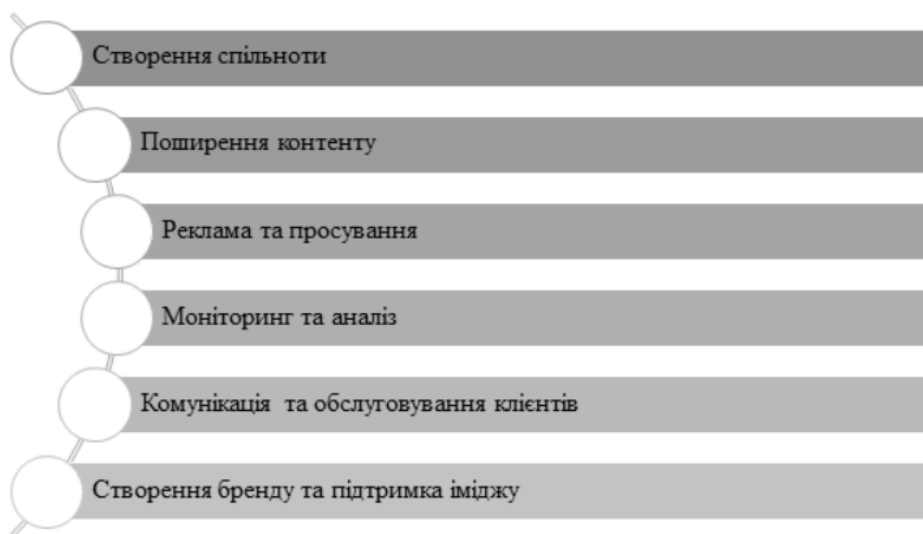 Створення спільноти
Поширення контенту
Реклама та просування
Моніторинг та аналіз
Комунікація та обслуговування клієнтів
Створення бренду та підтримка іміджу